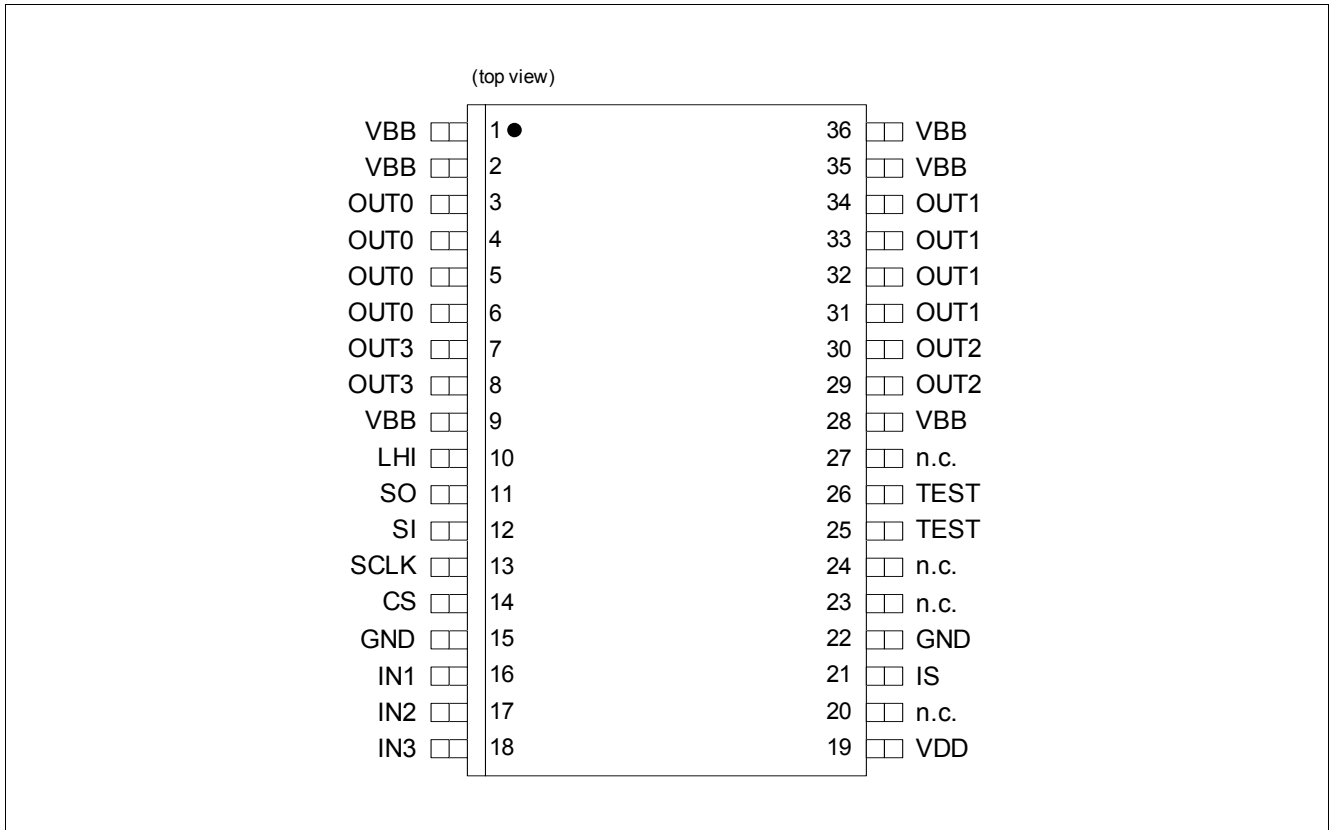 (top view)
VBB 1 36 VBB
VBB 2 35 VBB
OUT0 3 34 OUT1
OUT0 4 33 OUT1
OUT0 5 32 OUT1
OUT0 6 31 OUT1
OUT3 7 30 OUT2
OUT3 8 29 OUT2
VBB 9 28 VBB
LHI 10 27 n.c.
SO 11 26 TEST
SI 12 25 TEST
SCLK 13 24 n.c.
CS 14 23 n.c.
GND 15 22 GND
IN1 16 21 IS
IN2 17 20 n.c.
IN3 18 19 VDD